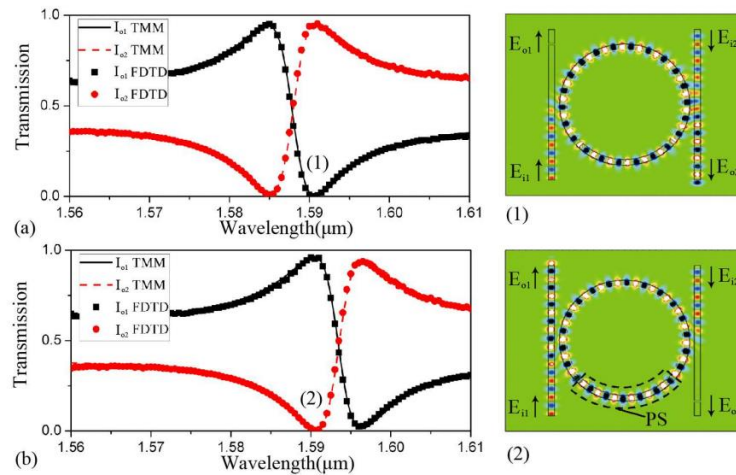 (a)
Transmission
1.0
0.5
0.0
I_o1 TMM
I_o2 TMM
I_o1 FDTD
I_o2 FDTD
(1)
1.56 1.57 1.58 1.59 1.60 1.61
Wavelength(μm)
E_o1
E_i2
E_i1
E_o2
(1)
(b)
Transmission
1.0
0.5
0.0
I_o1 TMM
I_o2 TMM
I_o1 FDTD
I_o2 FDTD
(2)
1.56 1.57 1.58 1.59 1.60 1.61
Wavelength(μm)
E_o1
E_i2
E_i1
PS
(2)